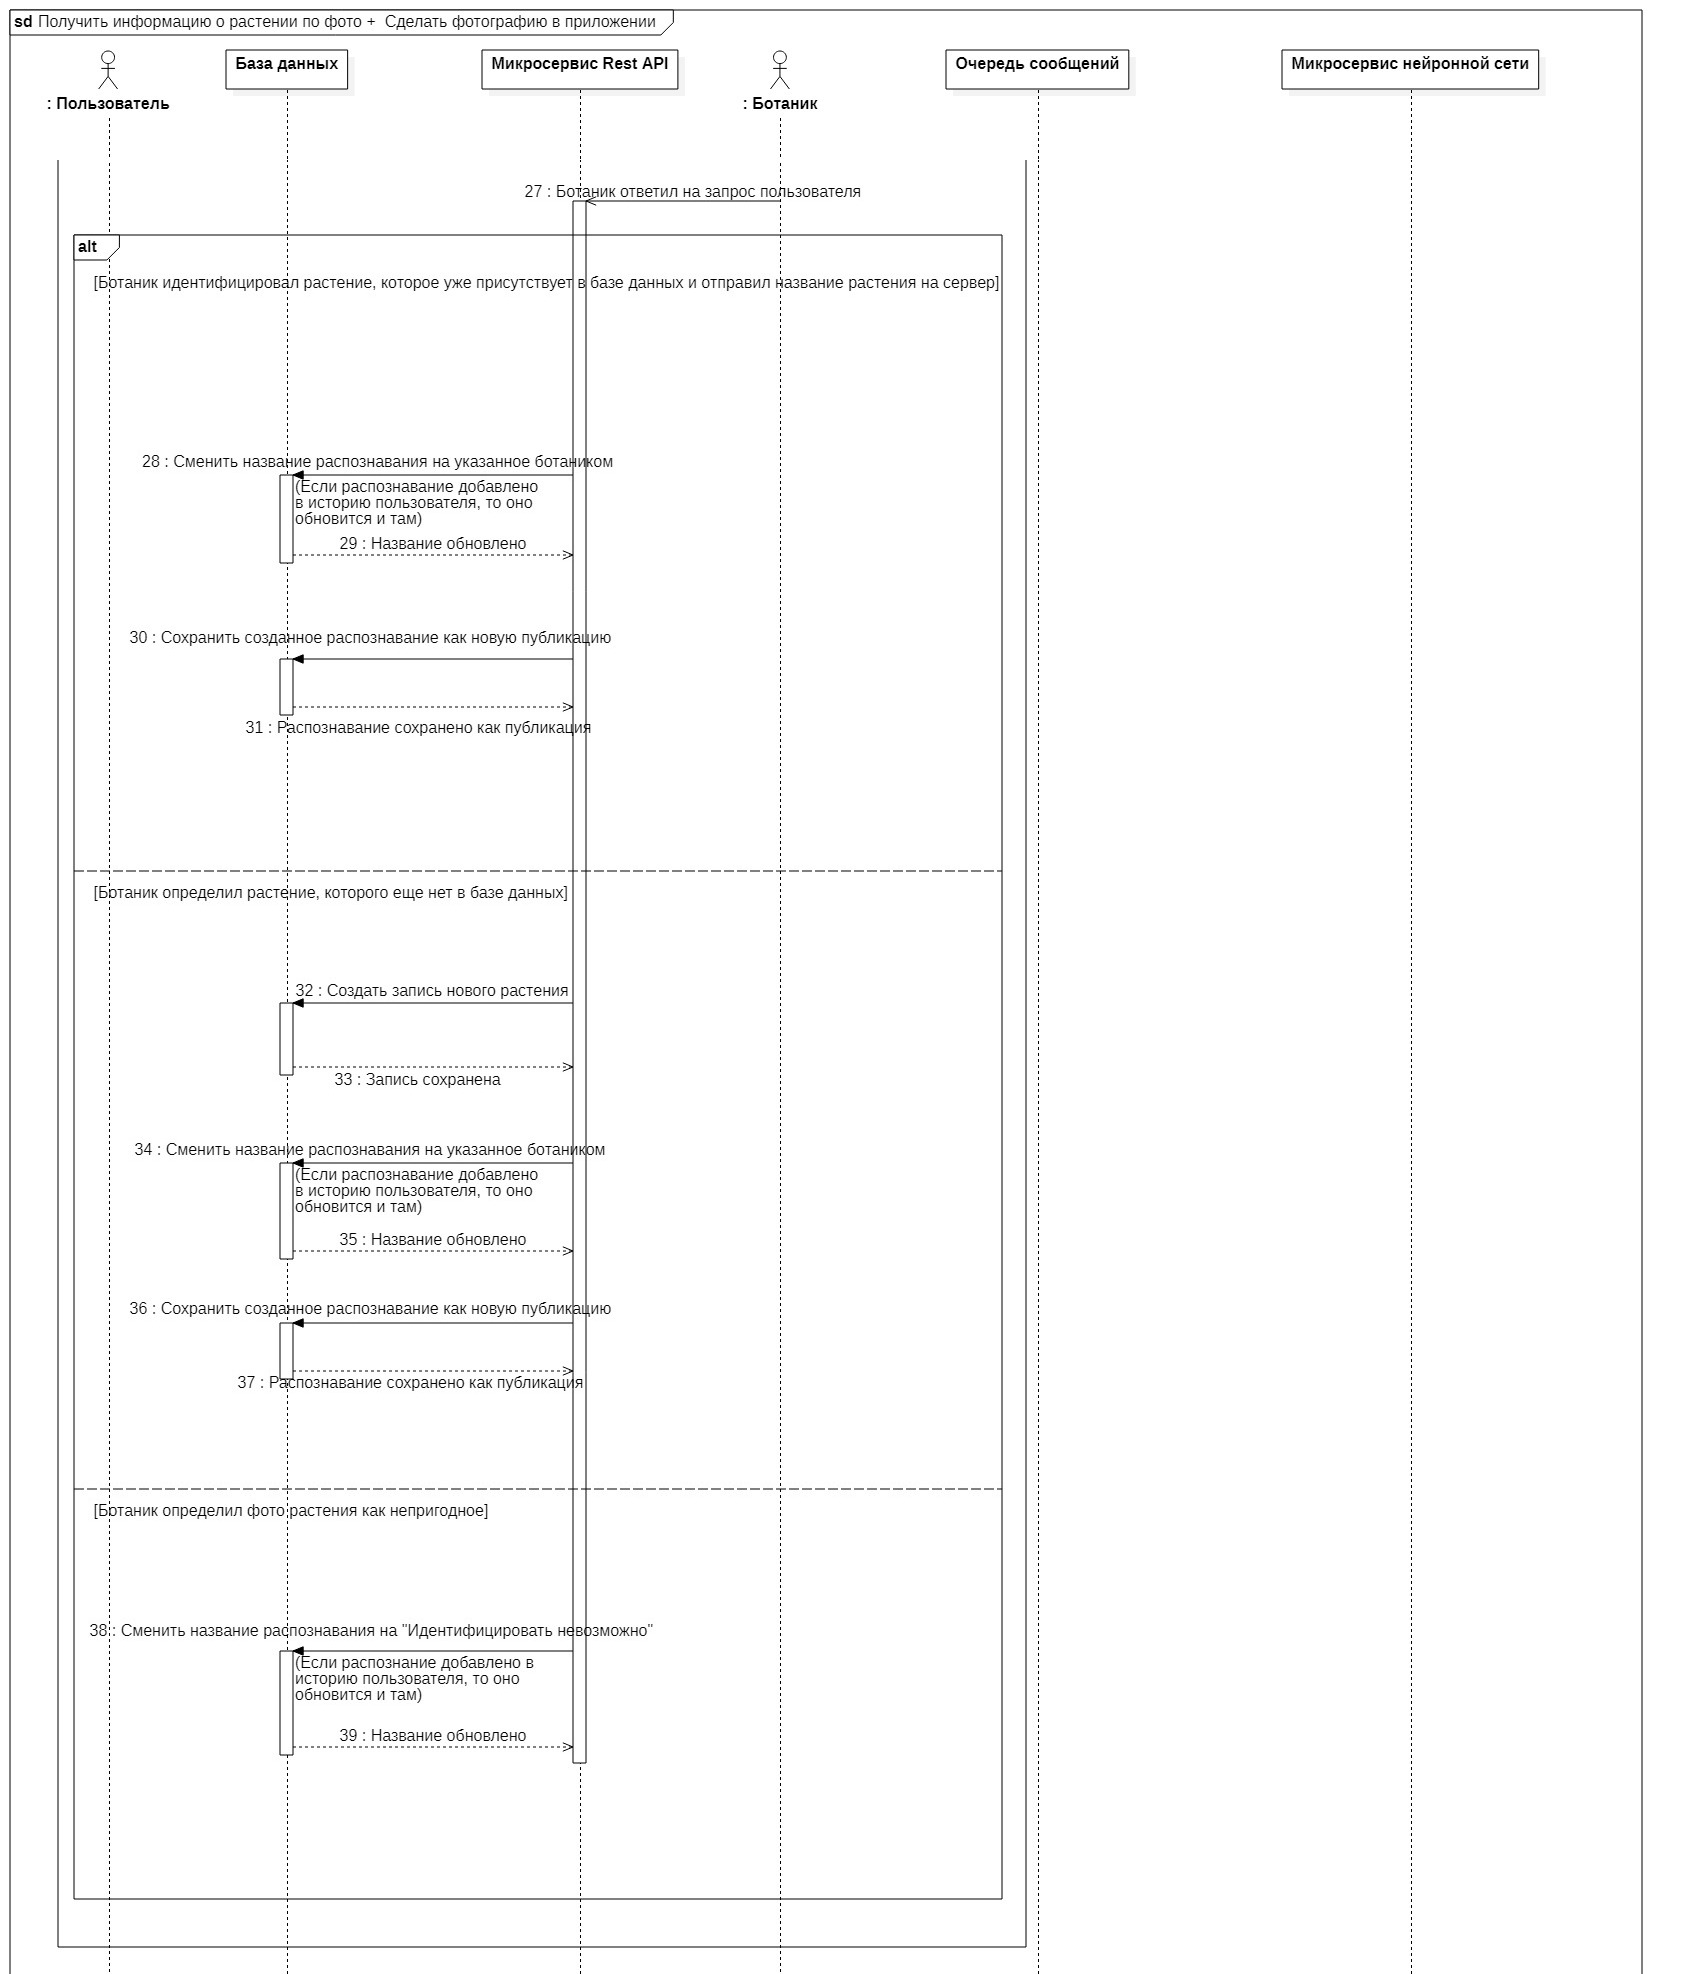 sd Получить информацию о растении по фото + Сделать фотографию в приложении
: Пользователь
База данных
Микросервис Rest API
: Ботаник
Очередь сообщений
Микросервис нейронной сети
27 : Ботаник ответил на запрос пользователя
alt
[Ботаник идентифицировал растение, которое уже присутствует в базе данных и отправил название растения на сервер]
28 : Сменить название распознавания на указанное ботаником
(Если распознавание добавлено
в историю пользователя, то оно
обновится и там)
29 : Название обновлено
30 : Сохранить созданное распознавание как новую публикацию
31 : Распознавание сохранено как публикация
[Ботаник определил растение, которого еще нет в базе данных]
32 : Создать запись нового растения
33 : Запись сохранена
34 : Сменить название распознавания на указанное ботаником
(Если распознавание добавлено
в историю пользователя, то оно
обновится и там)
35 : Название обновлено
36 : Сохранить созданное распознавание как новую публикацию
37 : Распознавание сохранено как публикация
[Ботаник определил фото растения как непригодное]
38 : Сменить название распознавания на "Идентифицировать невозможно"
(Если распознание добавлено в
историю пользователя, то оно
обновится и там)
39 : Название обновлено